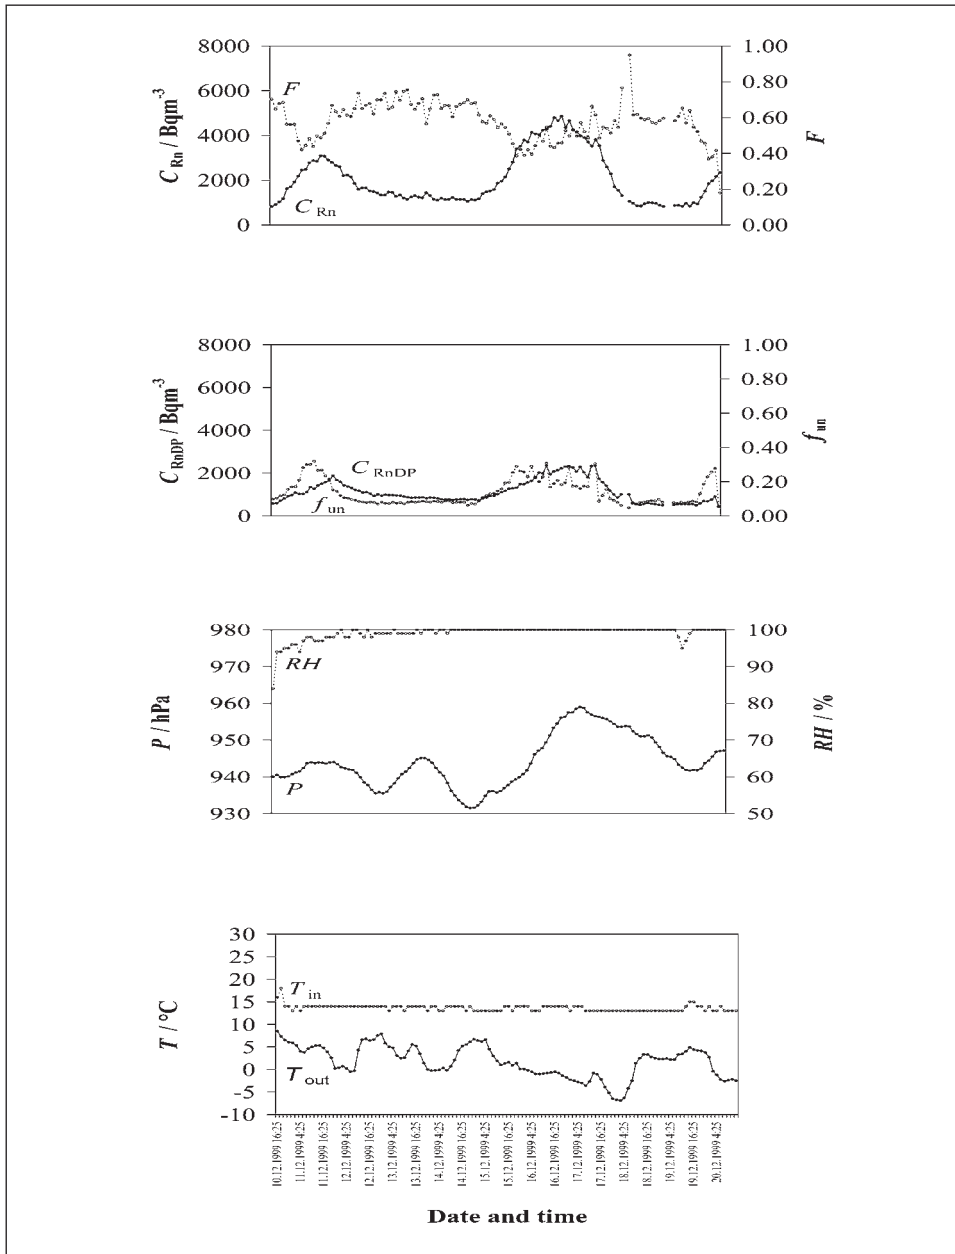 8000 1.00
6000 0.80
4000 0.60
2000 0.40
0 0.20
0.00
C Rn / Bqm-3
F
F
C Rn
8000 1.00
6000 0.80
4000 0.60
2000 0.40
0 0.20
0.00
C RnDP / Bqm-3
f un
C RnDP
f un
980 100
970 90
960 80
950 70
940 60
930 50
P / hPa
RH / %
RH
P
30
25
20
15
10
5
0
-5
-10
T / °C
T in
T out
10.12.1999 16:25
11.12.1999 4:25
11.12.1999 16:25
12.12.1999 4:25
12.12.1999 16:25
13.12.1999 4:25
13.12.1999 16:25
14.12.1999 4:25
14.12.1999 16:25
15.12.1999 4:25
15.12.1999 16:25
16.12.1999 4:25
16.12.1999 16:25
17.12.1999 4:25
17.12.1999 16:25
18.12.1999 4:25
18.12.1999 16:25
19.12.1999 4:25
19.12.1999 16:25
20.12.1999 4:25
Date and time